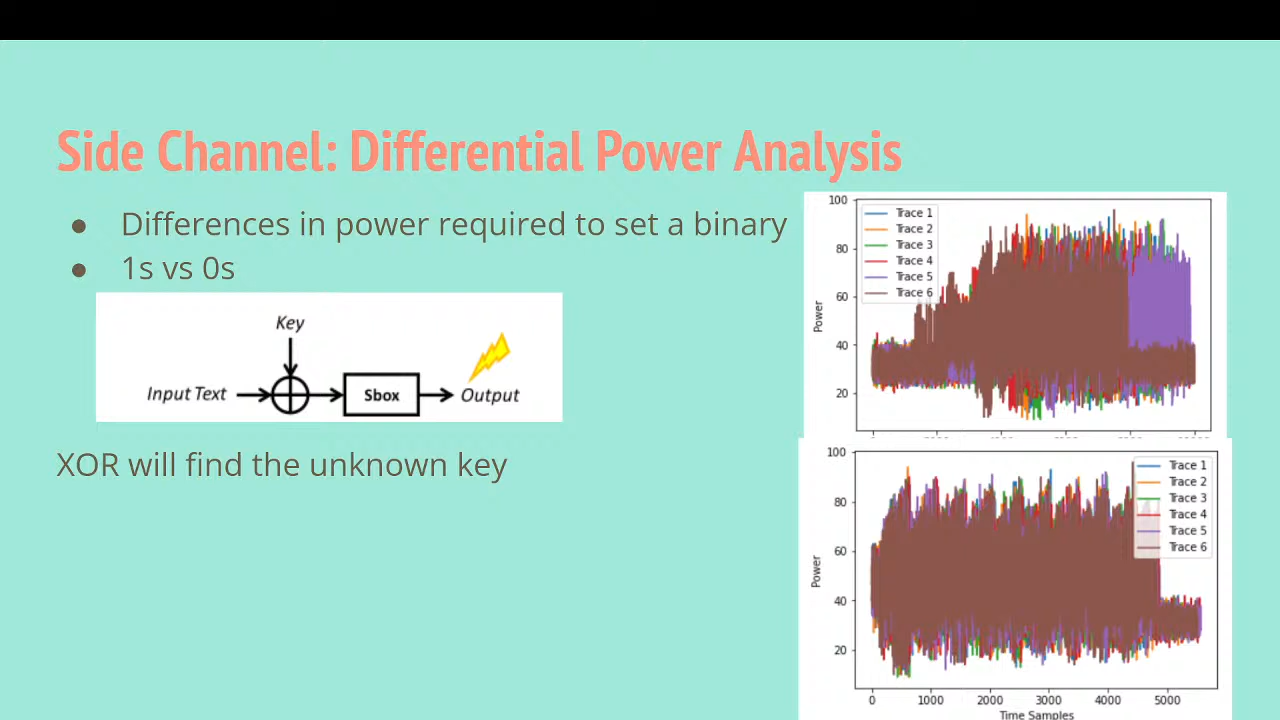 Side Channel: Differential Power Analysis
● Differences in power required to set a binary
● 1s vs 0s
Key
Input Text
Sbox
Output
XOR will find the unknown key
100
80
60
40
20
Power
Trace 1
Trace 2
Trace 3
Trace 4
Trace 5
Trace 6
100
80
60
40
20
Power
Trace 1
Trace 2
Trace 3
Trace 4
Trace 5
Trace 6
0 1000 2000 3000 4000 5000
Time Samples